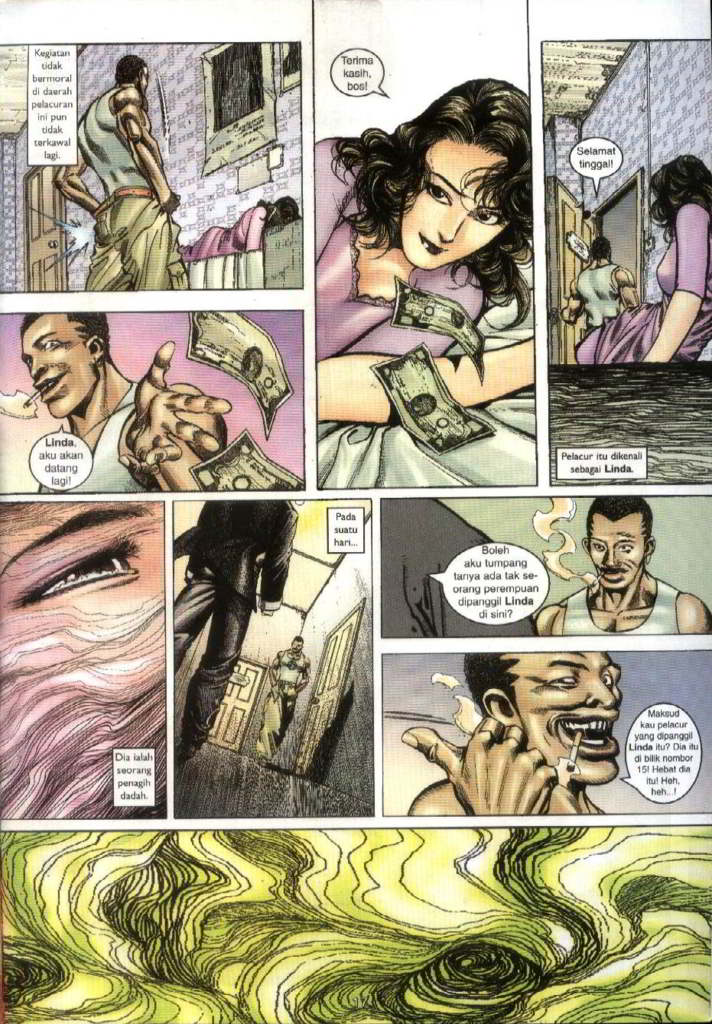 Kegiatan
tidak
bermoral
di daerah
pelacuran
ini pun
tidak
terkawal
lagi.
Terima
kasih,
bos!
Selamat
tinggal!
Linda,
aku akan
datang
lagi!
Pelacur itu dikenali
sebagai Linda.
Dia ialah
seorang
penagih
dadah.
Pada
suatu
hari...
Boleh
aku tumpang
tanya ada tak se-
orang perempuan
dipanggil Linda
di sini?
Maksud
kau pelacur
yang dipanggil
Linda itu? Dia itu
di bilik nombor
15! Hebat dia
itu! Heh,
heh...!
17